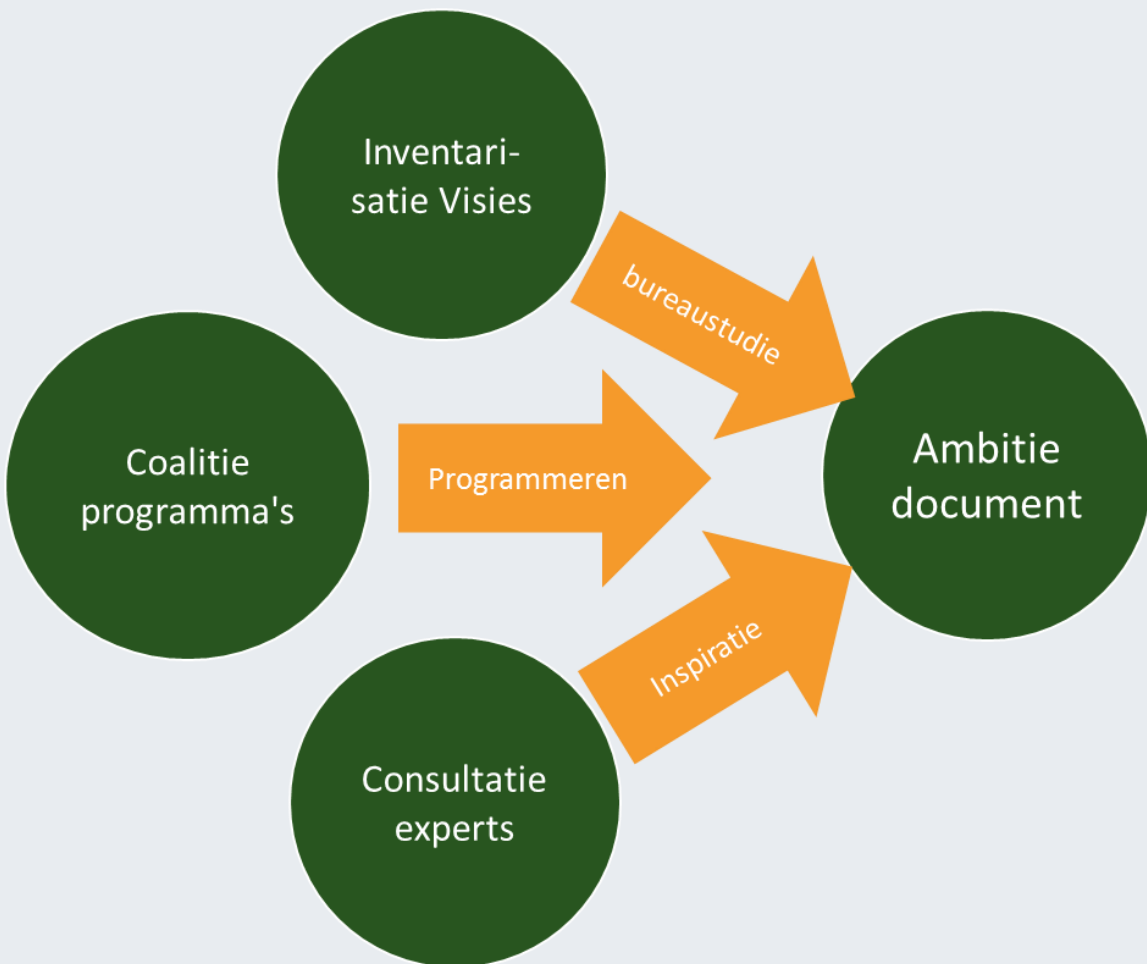 Inventari-
satie Visies
bureaustudie
Coalitie
programma's
Programmeren
Ambitie
document
Inspiratie
Consultatie
experts